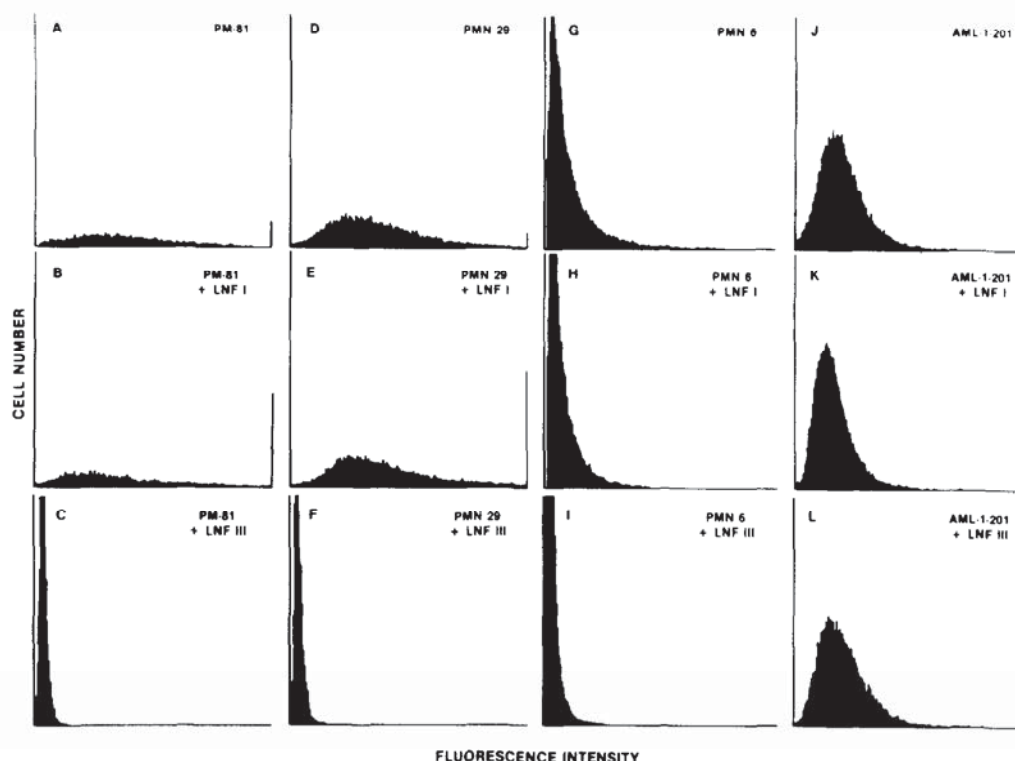 A
PM-81
D
PMN 29
G
PMN 6
J
AML-1-201
B
PM-81
+ LNF I
E
PMN 29
+ LNF I
H
PMN 6
+ LNF I
K
AML-1-201
+ LNF I
C
PM-81
+ LNF III
F
PMN 29
+ LNF III
I
PMN 6
+ LNF III
L
AML-1-201
+ LNF III
CELL NUMBER
FLUORESCENCE INTENSITY